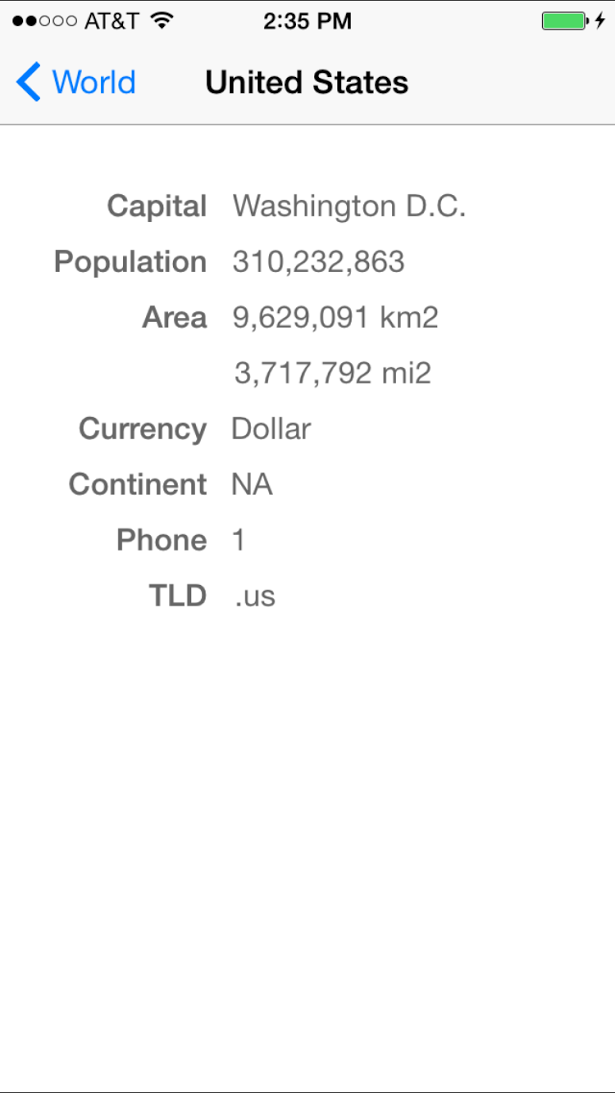 AT&T 2:35 PM
World United States
Capital Washington D.C.
Population 310,232,863
Area 9,629,091 km2
3,717,792 mi2
Currency Dollar
Continent NA
Phone 1
TLD .us